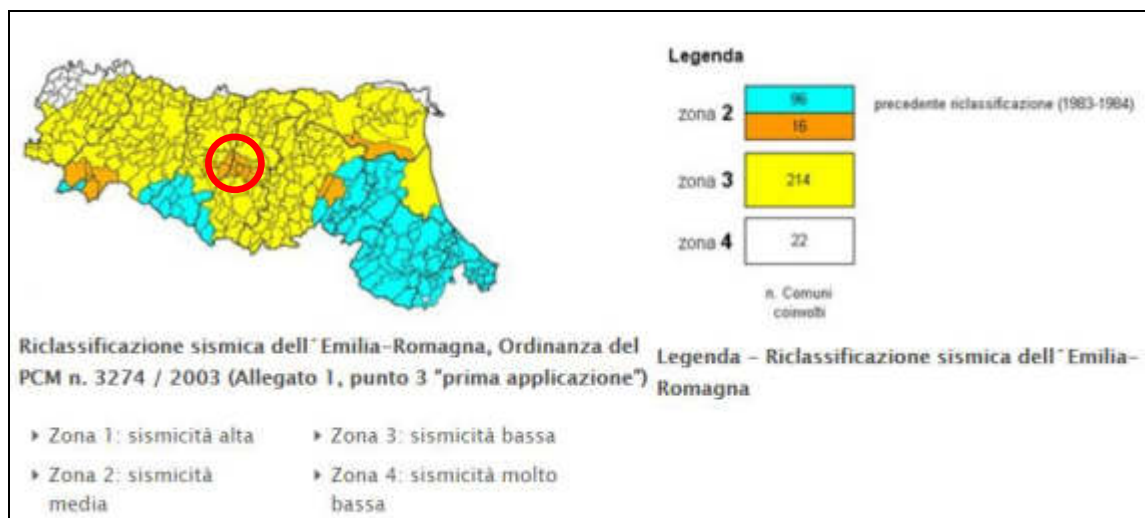 Legenda
zona 2
96
16
precedente riclassificazione (1983-1984)
zona 3
214
zona 4
22
n. Comuni
coinvolti
Riclassificazione sismica dell´Emilia-Romagna, Ordinanza del
PCM n. 3274 / 2003 (Allegato 1, punto 3 "prima applicazione")
Legenda - Riclassificazione sismica dell´Emilia-
Romagna
Zona 1: sismicità alta
Zona 2: sismicità
media
Zona 3: sismicità bassa
Zona 4: sismicità molto
bassa